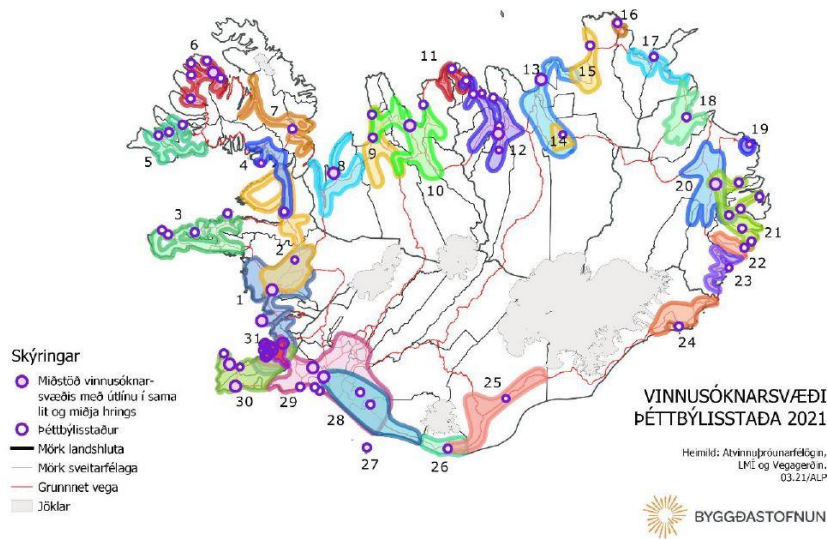 16
6
17
11
13
15
7
18
5
4
8
9
12
14
19
10
20
3
2
21
22
1
23
31
24
Skýringar
Miðstöð vinnusóknar-
svæðis með útlínu í sama
lit og miðja hrings
Þéttbýlisstaður
Mörk landshluta
Mörk sveitarfélaga
Grunnnet vega
Jöklar
25
30
29
28
27
26
VINNUSÓKNARSVÆÐI
ÞÉTTBÝLISSTAÐA 2021
Heimild: Atvinnuþróunarfélögin,
LMÍ og Vegagerðin.
03.21/ALP
BYGGÐASTOFNUN